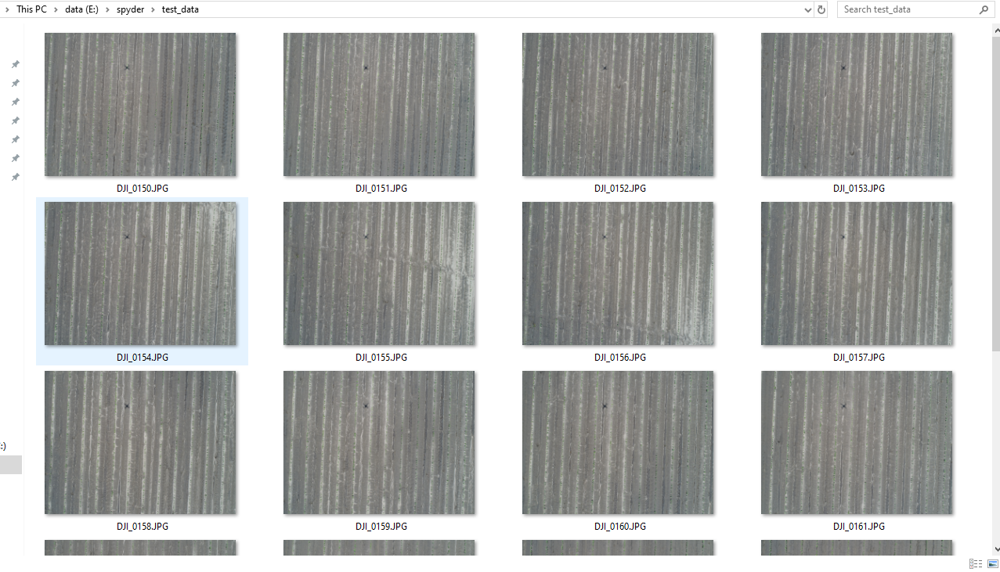 This PC > data (E:) > spyder > test_data
Search test_data
DJI_0150.JPG
DJI_0151.JPG
DJI_0152.JPG
DJI_0153.JPG
DJI_0154.JPG
DJI_0155.JPG
DJI_0156.JPG
DJI_0157.JPG
:)
DJI_0158.JPG
DJI_0159.JPG
DJI_0160.JPG
DJI_0161.JPG